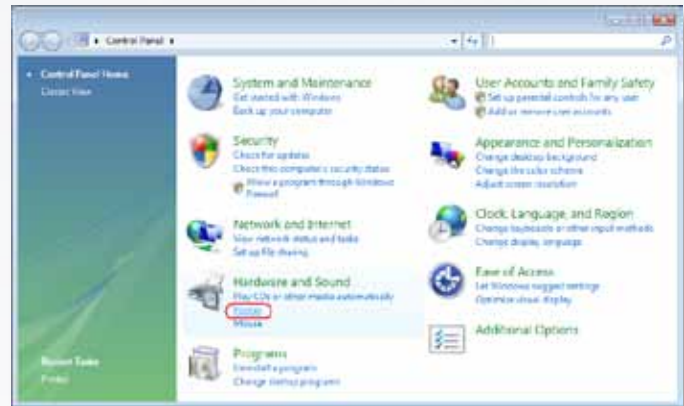 Control Panel
Control Panel Home
Classic View
System and Maintenance
Get started with Windows
Back up your computer
Security
Check for updates
Check this computer's security status
Allow a program through Windows
Firewall
Network and Internet
View network status and tasks
Set up file sharing
Hardware and Sound
Play CDs or other media automatically
Printer
Mouse
Programs
Uninstall a program
Change startup programs
User Accounts and Family Safety
Set up parental controls for any user
Add or remove user accounts
Appearance and Personalization
Change desktop background
Change the color scheme
Adjust screen resolution
Clock, Language, and Region
Change keyboards or other input methods
Change display language
Ease of Access
Let Windows suggest settings
Optimize visual display
Additional Options
Recent Tasks
Printer